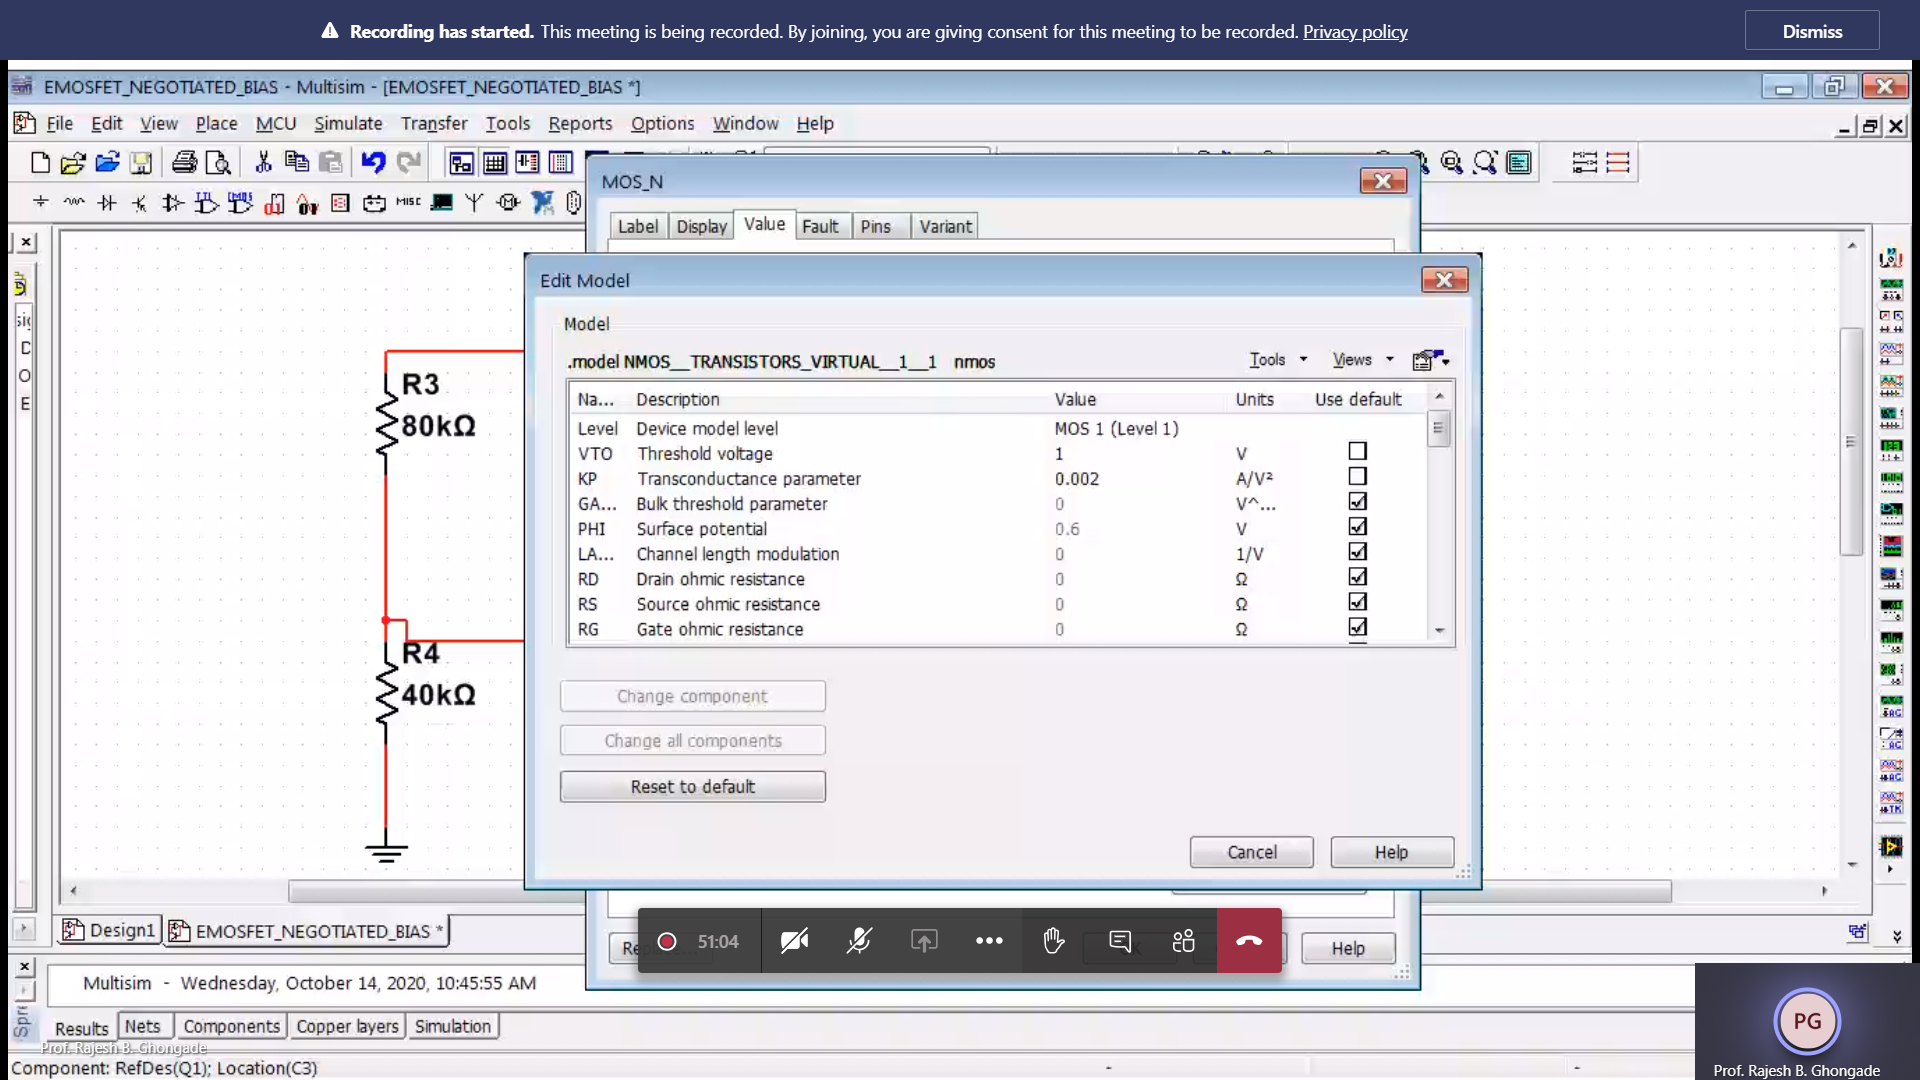 Recording has started. This meeting is being recorded. By joining, you are giving consent for this meeting to be recorded. Privacy policy
Dismiss
EMOSFET_NEGOTIATED_BIAS - Multisim - [EMOSFET_NEGOTIATED_BIAS *]
File Edit View Place MCU Simulate Transfer Tools Reports Options Window Help
MISC
MOS_N
Label Display Value Fault Pins Variant
Edit Model
Model
.model NMOS__TRANSISTORS_VIRTUAL__1__1 nmos
Tools Views
Na... Description Value Units Use default
Level Device model level MOS 1 (Level 1)
VTO Threshold voltage 1 V
KP Transconductance parameter 0.002 A/V²
GA... Bulk threshold parameter 0 V^...
PHI Surface potential 0.6 V
LA... Channel length modulation 0 1/V
RD Drain ohmic resistance 0 Ω
RS Source ohmic resistance 0 Ω
RG Gate ohmic resistance 0 Ω
Change component
Change all components
Reset to default
Cancel Help
R3
80kΩ
R4
40kΩ
D
O
E
Design1 EMOSFET_NEGOTIATED_BIAS *
51:04
Help
Multisim - Wednesday, October 14, 2020, 10:45:55 AM
Results Nets Components Copper layers Simulation
Prof. Rajesh B. Ghongade
Component: RefDes(Q1); Location(C3)
- -
PG
Prof. Rajesh B. Ghongade